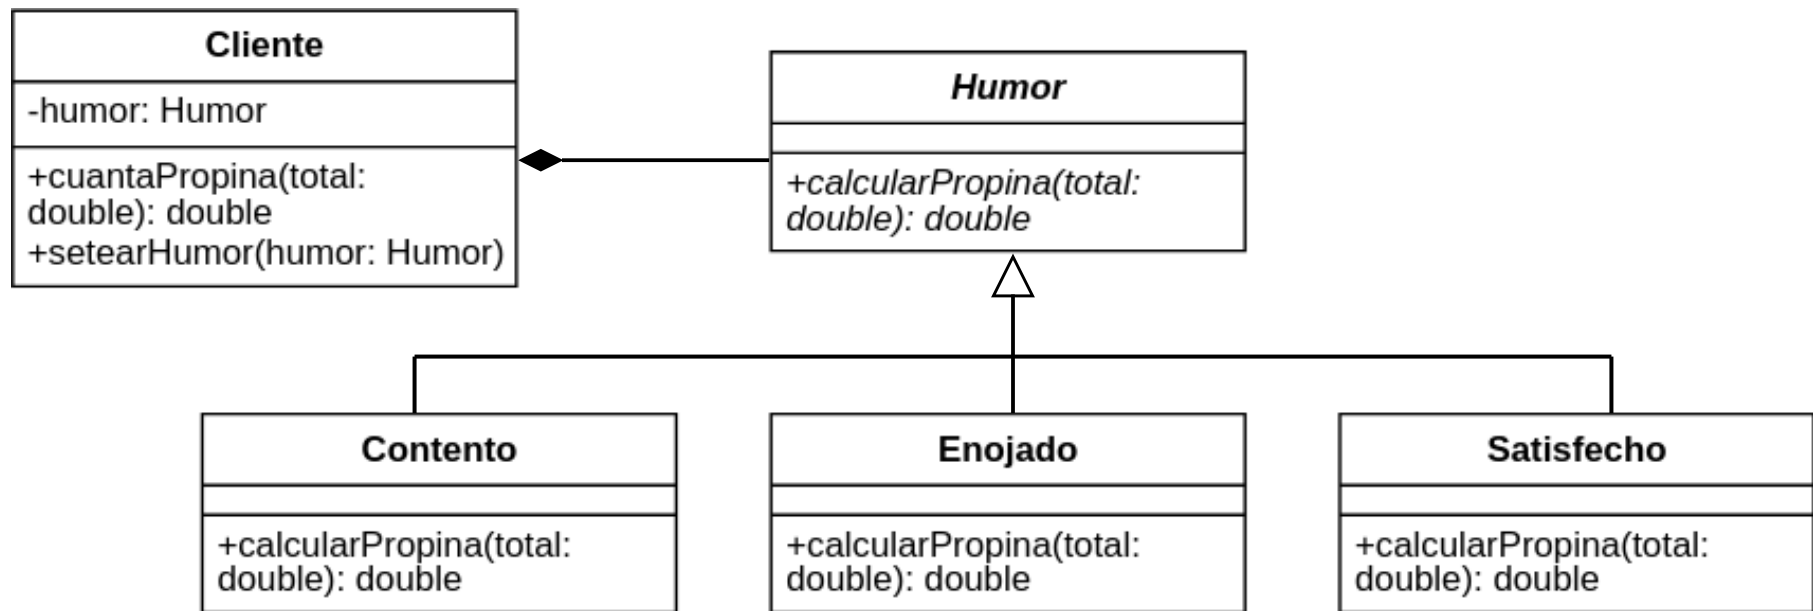 Cliente
-humor: Humor
+cuantaPropina(total:
double): double
+setearHumor(humor: Humor)
Humor
+calcularPropina(total:
double): double
Contento
+calcularPropina(total:
double): double
Enojado
+calcularPropina(total:
double): double
Satisfecho
+calcularPropina(total:
double): double